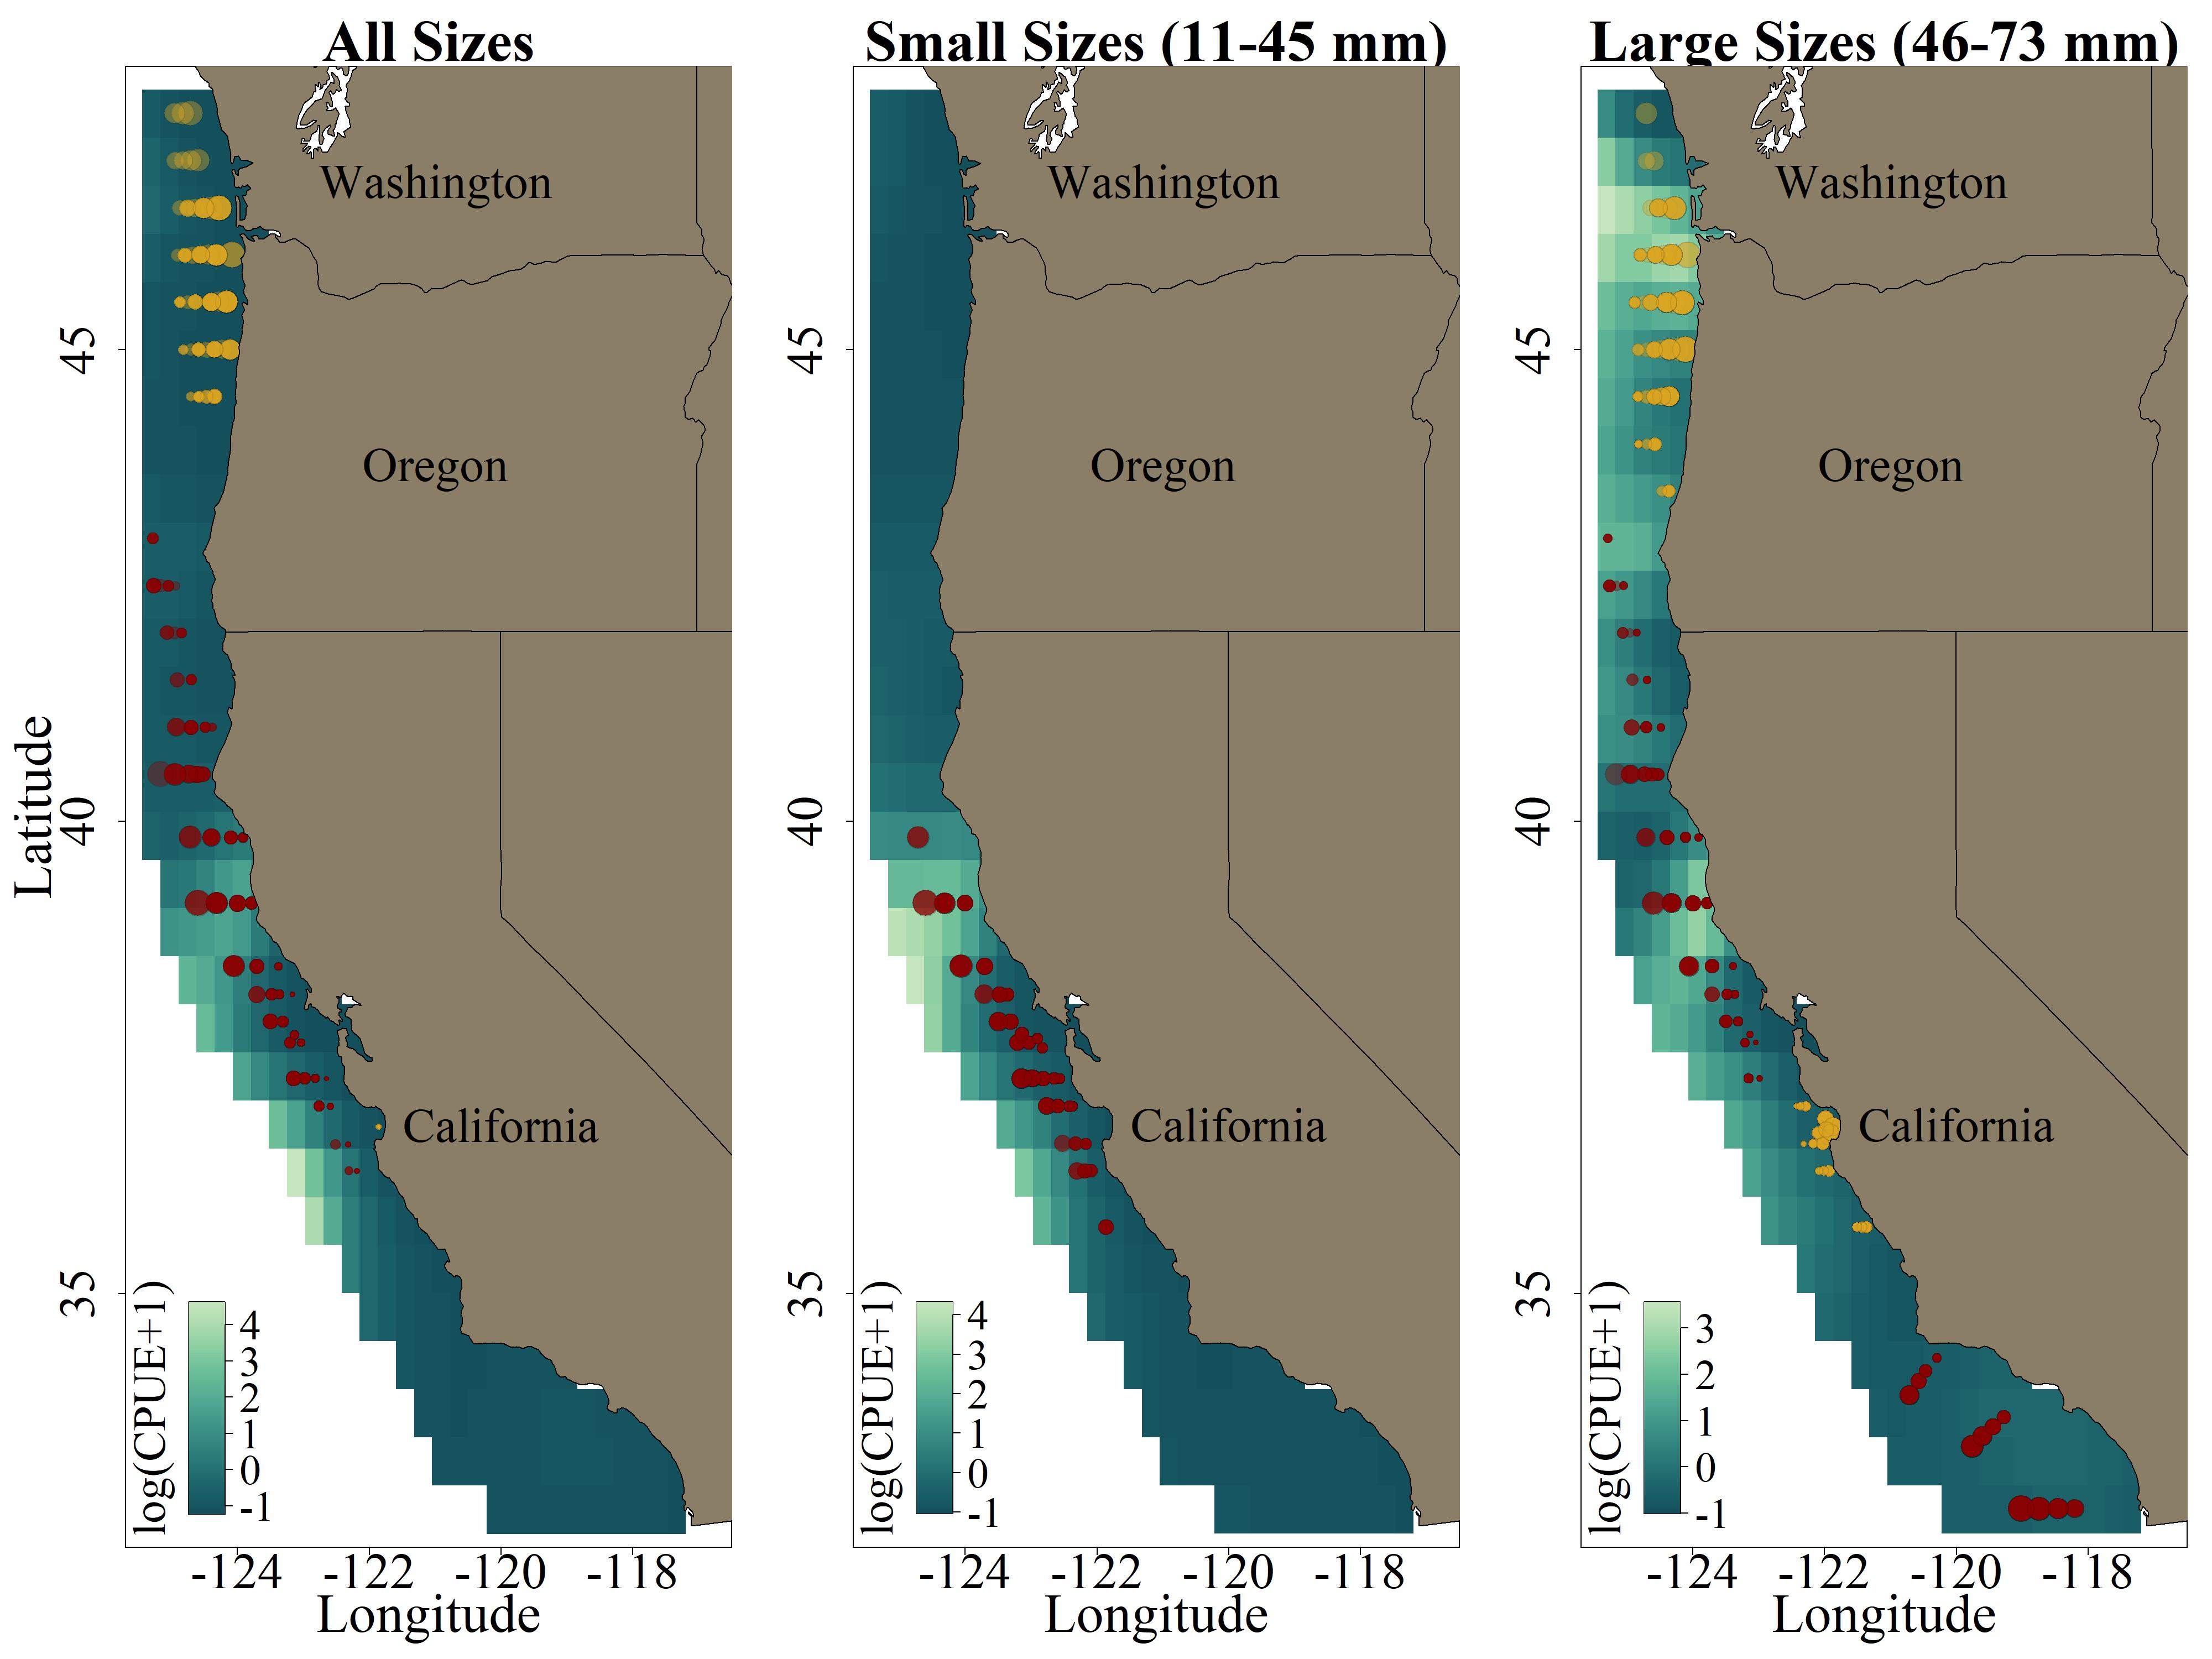 All Sizes
Small Sizes (11-45 mm)
Large Sizes (46-73 mm)
Washington
Washington
Washington
45
45
45
Oregon
Oregon
Oregon
Latitude
40
40
40
California
California
California
35
35
35
log(CPUE+1)
4
3
2
1
0
-1
log(CPUE+1)
4
3
2
1
0
-1
log(CPUE+1)
3
2
1
0
-1
-124 -122 -120 -118
-124 -122 -120 -118
-124 -122 -120 -118
Longitude
Longitude
Longitude